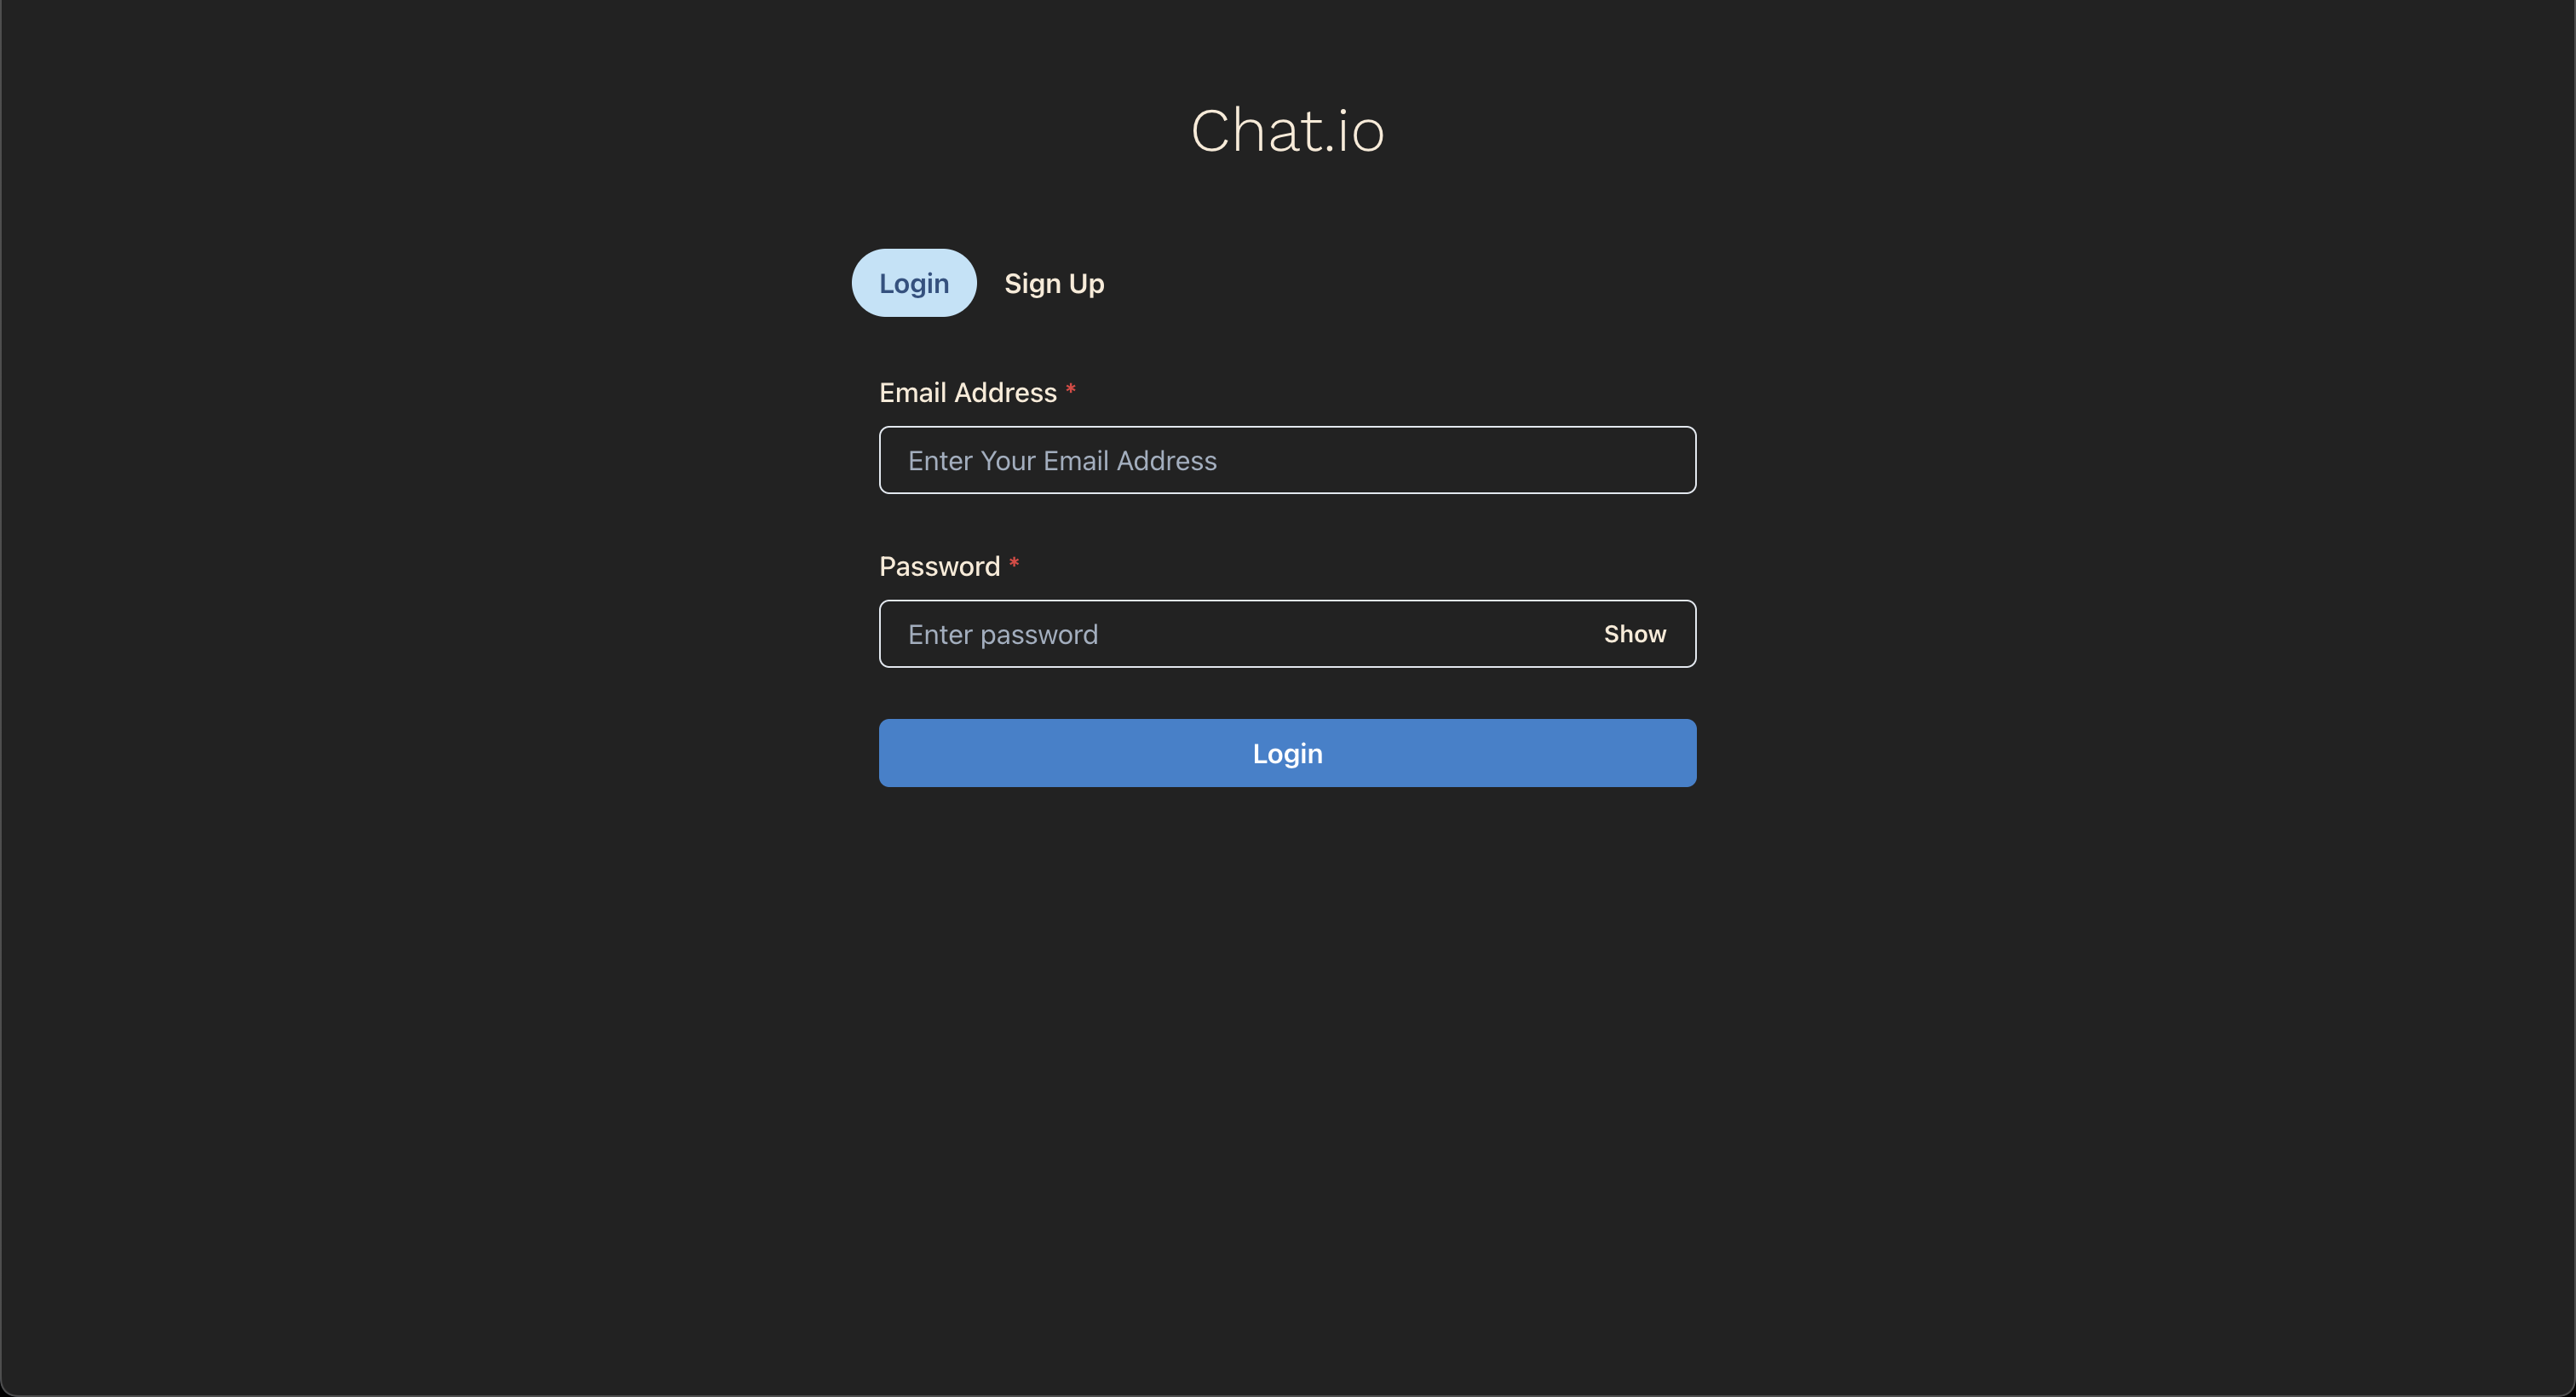 Chat.io
Login Sign Up
Email Address *
Enter Your Email Address
Password *
Enter password Show
Login